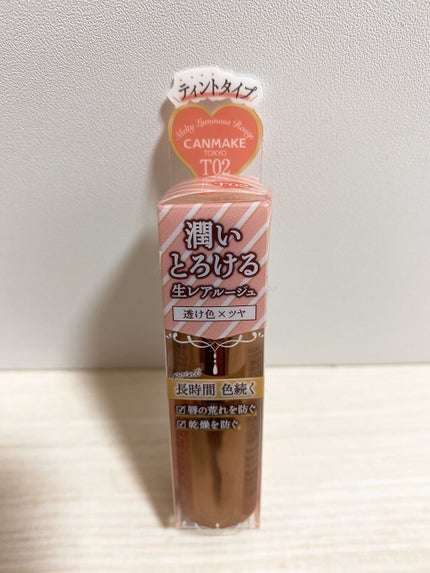 ティントタイプ
Melty Luminous Rouge
CANMAKE
TOKYO
T02
潤い
とろける
生レアルージュ
透け色×ツヤ
point
長時間 色続く
☑唇の荒れを防ぐ
☑乾燥を防ぐ